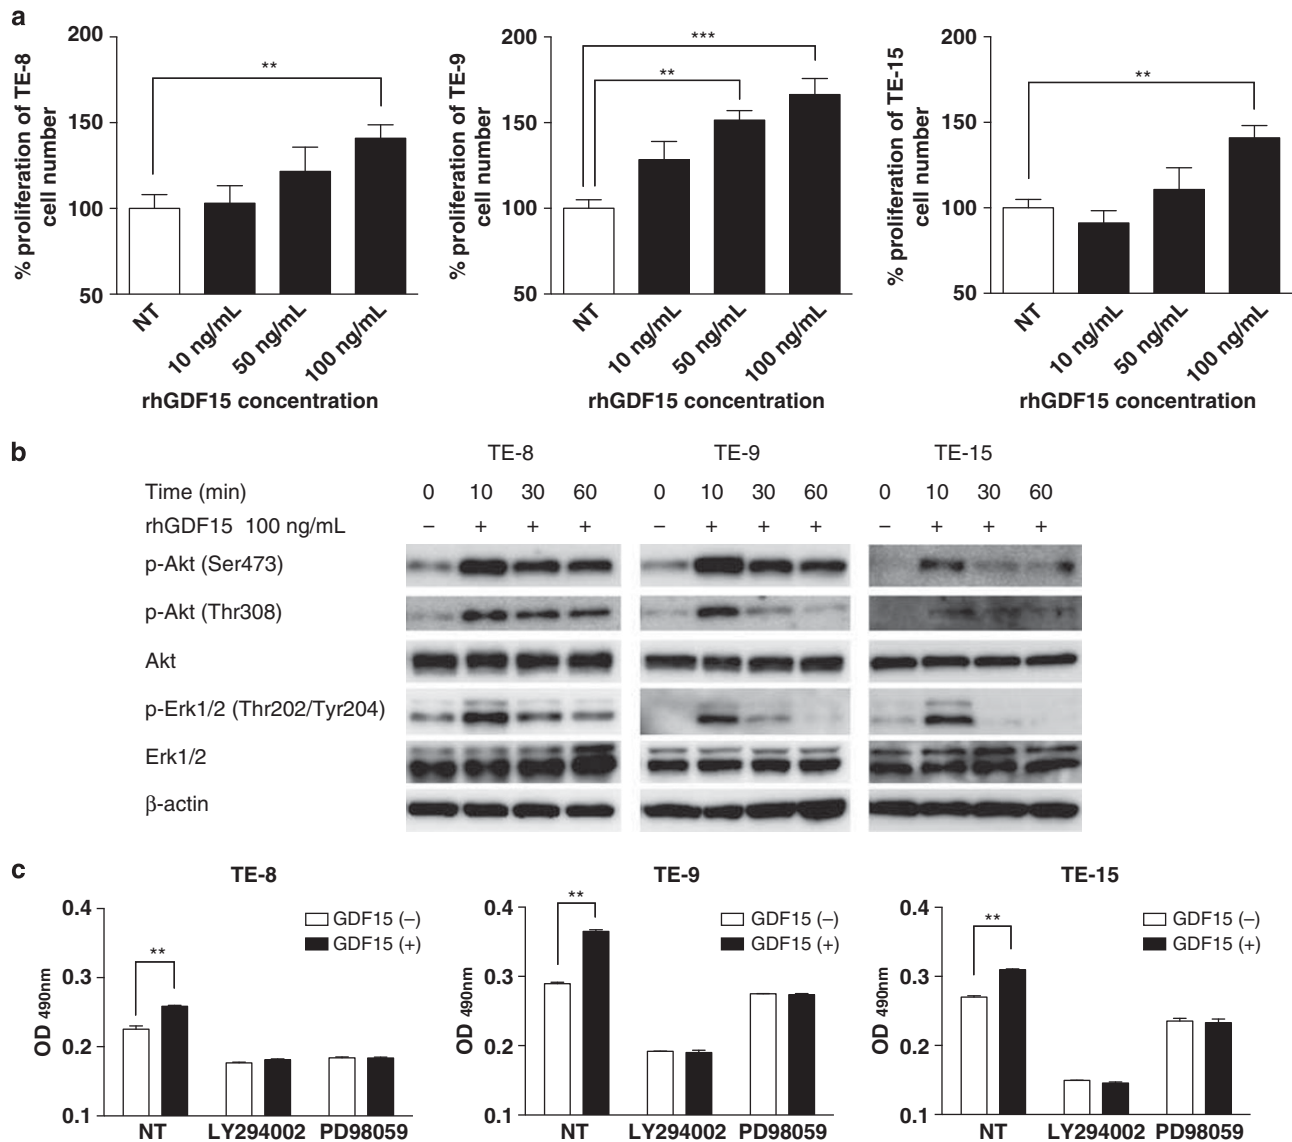 a
% proliferation of TE-8
cell number
200
150
100
50
**
NT
10 ng/mL
50 ng/mL
100 ng/mL
rhGDF15 concentration
% proliferation of TE-9
cell number
200
150
100
50
***
**
NT
10 ng/mL
50 ng/mL
100 ng/mL
rhGDF15 concentration
% proliferation of TE-15
cell number
200
150
100
50
**
NT
10 ng/mL
50 ng/mL
100 ng/mL
rhGDF15 concentration
b
TE-8 TE-9 TE-15
Time (min) 0 10 30 60 0 10 30 60 0 10 30 60
rhGDF15 100 ng/mL – + + + – + + + – + + +
p-Akt (Ser473)
p-Akt (Thr308)
Akt
p-Erk1/2 (Thr202/Tyr204)
Erk1/2
β-actin
c
TE-8
OD 490nm
0.4
0.3
0.2
0.1
**
GDF15 (–)
GDF15 (+)
NT LY294002 PD98059
TE-9
OD 490nm
0.4
0.3
0.2
0.1
**
GDF15 (–)
GDF15 (+)
NT LY294002 PD98059
TE-15
OD 490nm
0.4
0.3
0.2
0.1
**
GDF15 (–)
GDF15 (+)
NT LY294002 PD98059